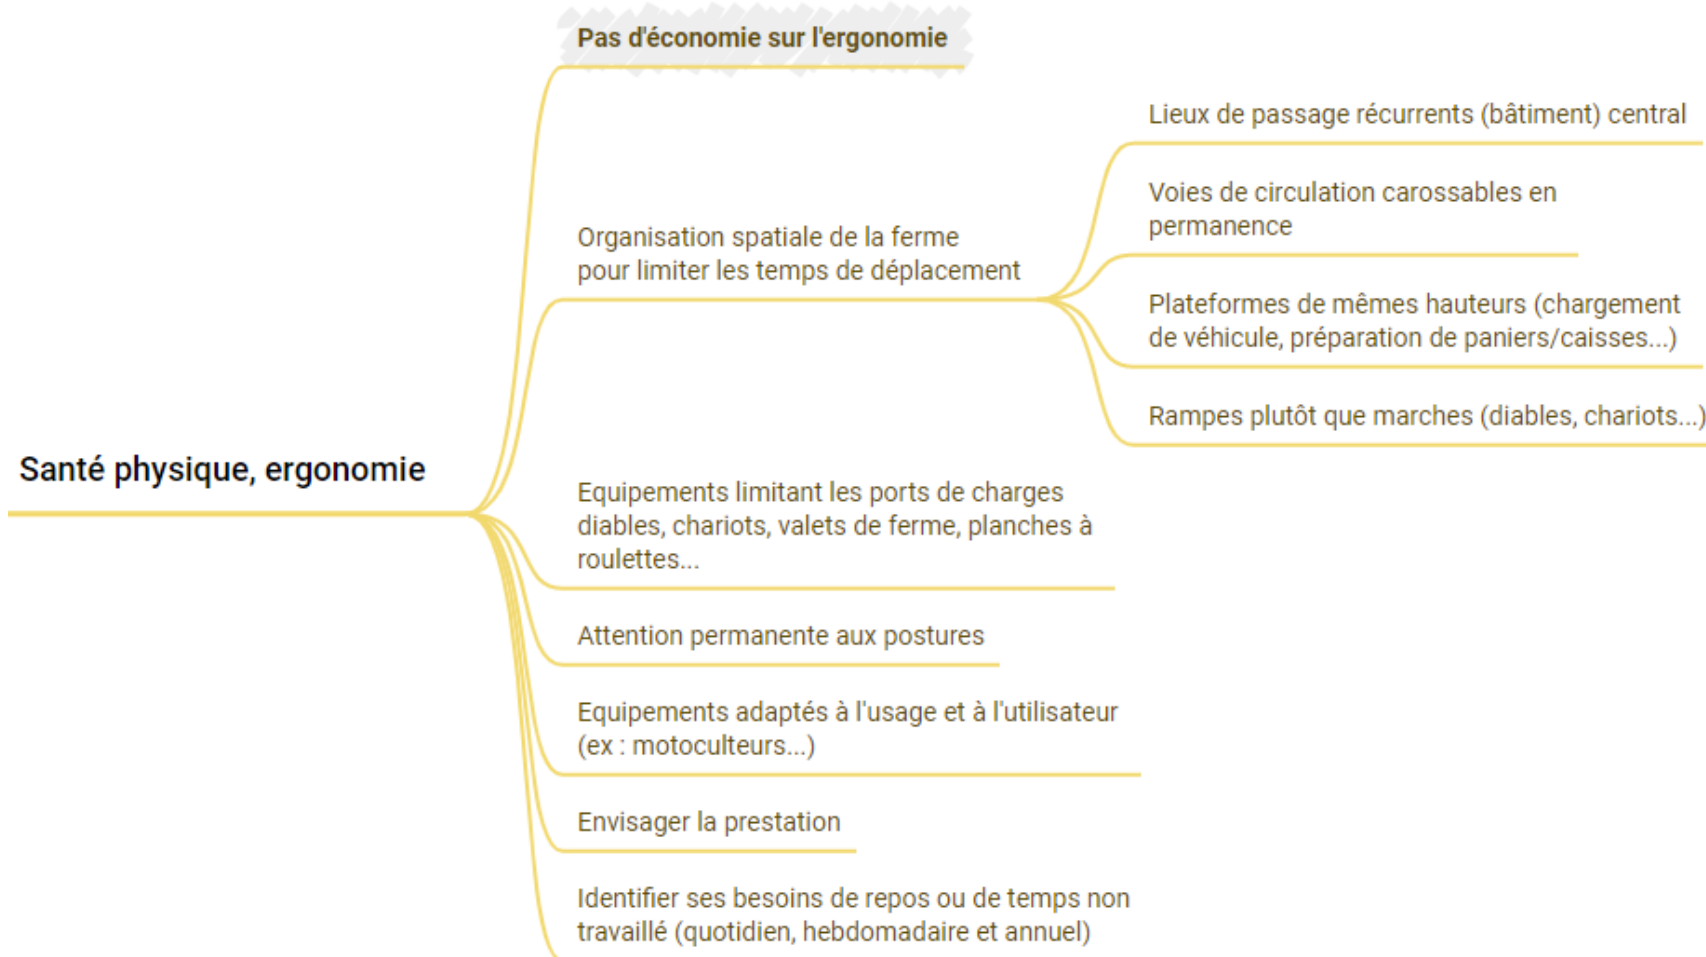 Santé physique, ergonomie
Pas d'économie sur l'ergonomie
Organisation spatiale de la ferme
pour limiter les temps de déplacement
Lieux de passage récurrents (bâtiment) central
Voies de circulation carossables en
permanence
Plateformes de mêmes hauteurs (chargement
de véhicule, préparation de paniers/caisses...)
Rampes plutôt que marches (diables, chariots...)
Equipements limitant les ports de charges
diables, chariots, valets de ferme, planches à
roulettes...
Attention permanente aux postures
Equipements adaptés à l'usage et à l'utilisateur
(ex : motoculteurs...)
Envisager la prestation
Identifier ses besoins de repos ou de temps non
travaillé (quotidien, hebdomadaire et annuel)